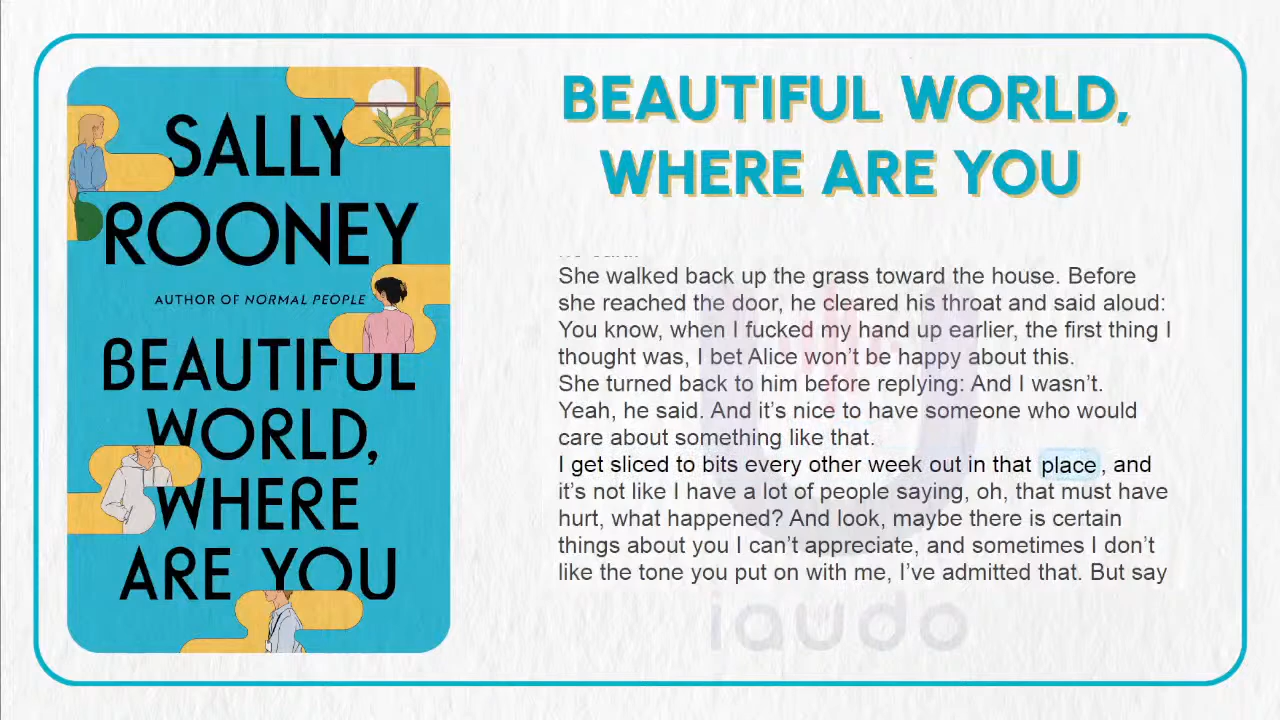 SALLY
ROONEY
AUTHOR OF NORMAL PEOPLE
BEAUTIFUL
WORLD,
WHERE
ARE YOU
BEAUTIFUL WORLD,
WHERE ARE YOU
She walked back up the grass toward the house. Before
she reached the door, he cleared his throat and said aloud:
You know, when I fucked my hand up earlier, the first thing I
thought was, I bet Alice won’t be happy about this.
She turned back to him before replying: And I wasn’t.
Yeah, he said. And it’s nice to have someone who would
care about something like that.
I get sliced to bits every other week out in that place, and
it’s not like I have a lot of people saying, oh, that must have
hurt, what happened? And look, maybe there is certain
things about you I can’t appreciate, and sometimes I don’t
like the tone you put on with me, I’ve admitted that. But say
iaudo